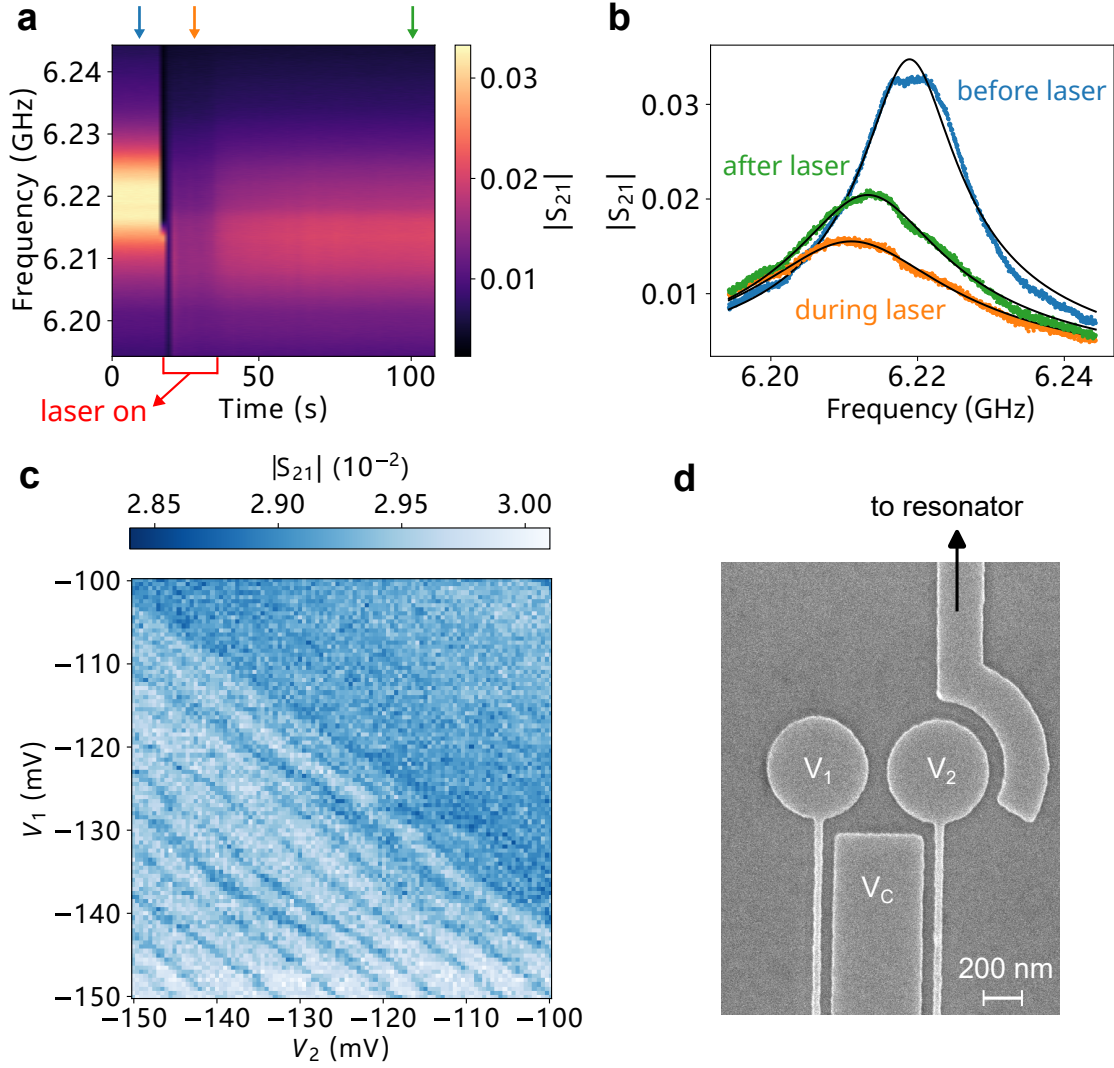 a
Frequency (GHz)
6.24
6.23
6.22
6.21
6.20
0
50
100
Time (s)
laser on
0.03
0.02
0.01
|S21|
b
|S21|
0.03
0.02
0.01
before laser
after laser
during laser
6.20
6.22
6.24
Frequency (GHz)
c
|S21| (10−2)
2.85
2.90
2.95
3.00
V1 (mV)
−100
−110
−120
−130
−140
−150
−150
−140
−130
−120
−110
−100
V2 (mV)
d
to resonator
V1
V2
VC
200 nm